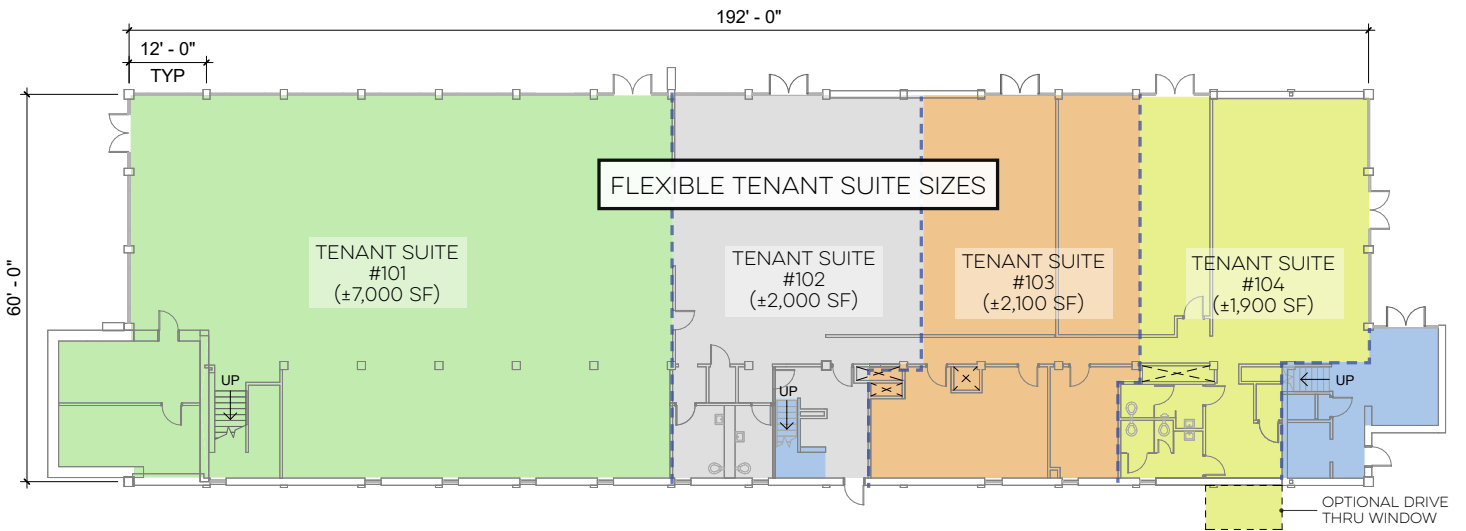 192' - 0"
12' - 0"
TYP
60' - 0"
FLEXIBLE TENANT SUITE SIZES
TENANT SUITE
#101
(±7,000 SF)
TENANT SUITE
#102
(±2,000 SF)
TENANT SUITE
#103
(±2,100 SF)
TENANT SUITE
#104
(±1,900 SF)
UP
UP
UP
OPTIONAL DRIVE
THRU WINDOW